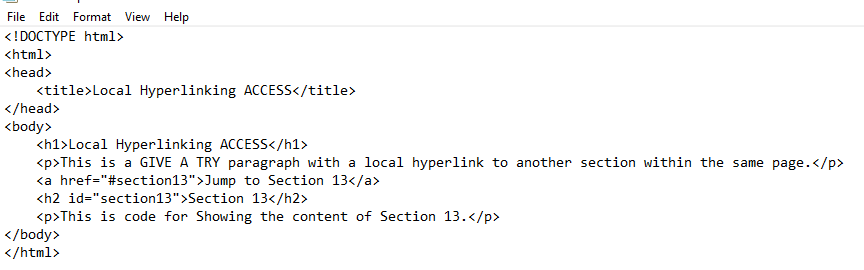 File Edit Format View Help
<!DOCTYPE html>
<html>
<head>
    <title>Local Hyperlinking ACCESS</title>
</head>
<body>
    <h1>Local Hyperlinking ACCESS</h1>
    <p>This is a GIVE A TRY paragraph with a local hyperlink to another section within the same page.</p>
    <a href="#section13">Jump to Section 13</a>
    <h2 id="section13">Section 13</h2>
    <p>This is code for Showing the content of Section 13.</p>
</body>
</html>